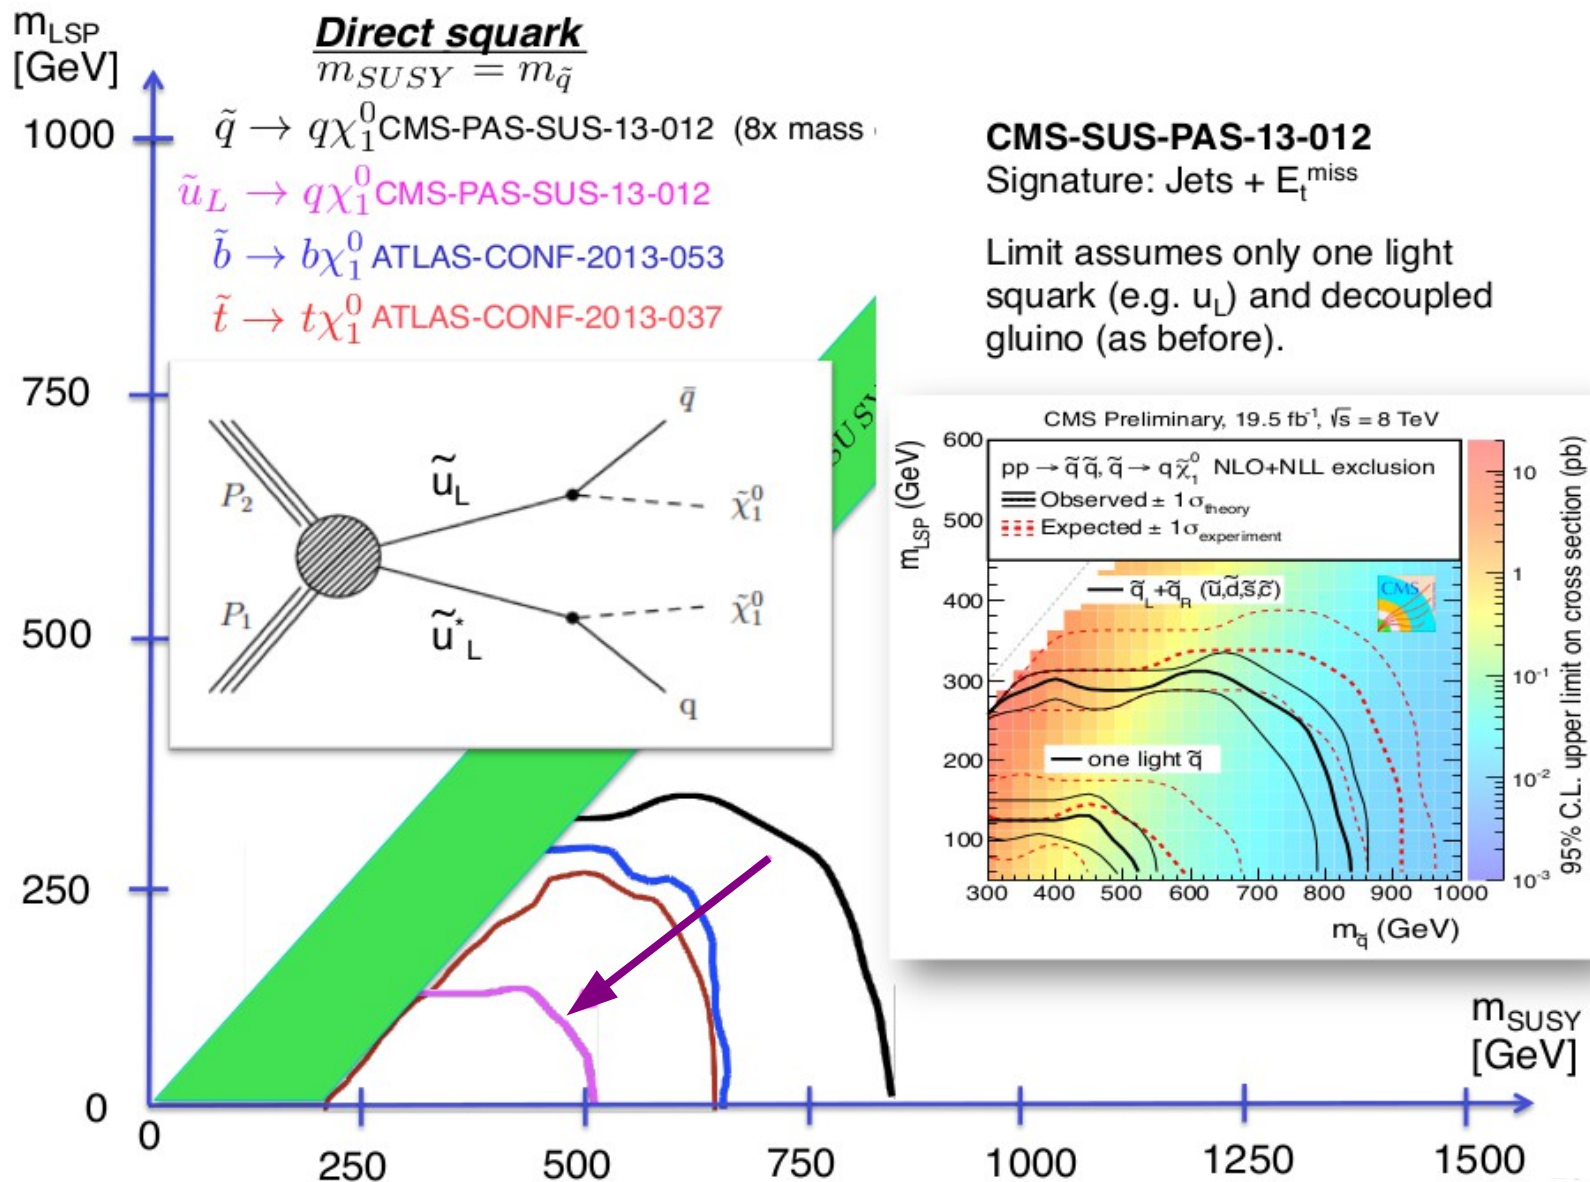 m_LSP
[GeV]
Direct squark
m_SUSY = m_q̃
q̃ → qχ₁⁰ CMS-PAS-SUS-13-012 (8x mass
ũ_L → qχ₁⁰ CMS-PAS-SUS-13-012
b̃ → bχ₁⁰ ATLAS-CONF-2013-053
t̃ → tχ₁⁰ ATLAS-CONF-2013-037
1000
750
500
250
0
0
250
500
750
1000
1250
1500
m_SUSY
[GeV]
SUSY
P₂
P₁
ũ_L
ũ*_L
q̄
χ̃₁⁰
χ̃₁⁰
q
CMS-SUS-PAS-13-012
Signature: Jets + E_t^miss
Limit assumes only one light
squark (e.g. u_L) and decoupled
gluino (as before).
CMS Preliminary, 19.5 fb⁻¹, √s = 8 TeV
pp → q̃ q̃, q̃ → q χ̃₁⁰ NLO+NLL exclusion
Observed ± 1σ_theory
Expected ± 1σ_experiment
q̃_L+q̃_R (ũ,d̃,s̃,c̃)
CMS
one light q̃
m_LSP (GeV)
600
500
400
300
200
100
300 400 500 600 700 800 900 1000
m_q̃ (GeV)
10
1
10⁻¹
10⁻²
10⁻³
95% C.L. upper limit on cross section (pb)